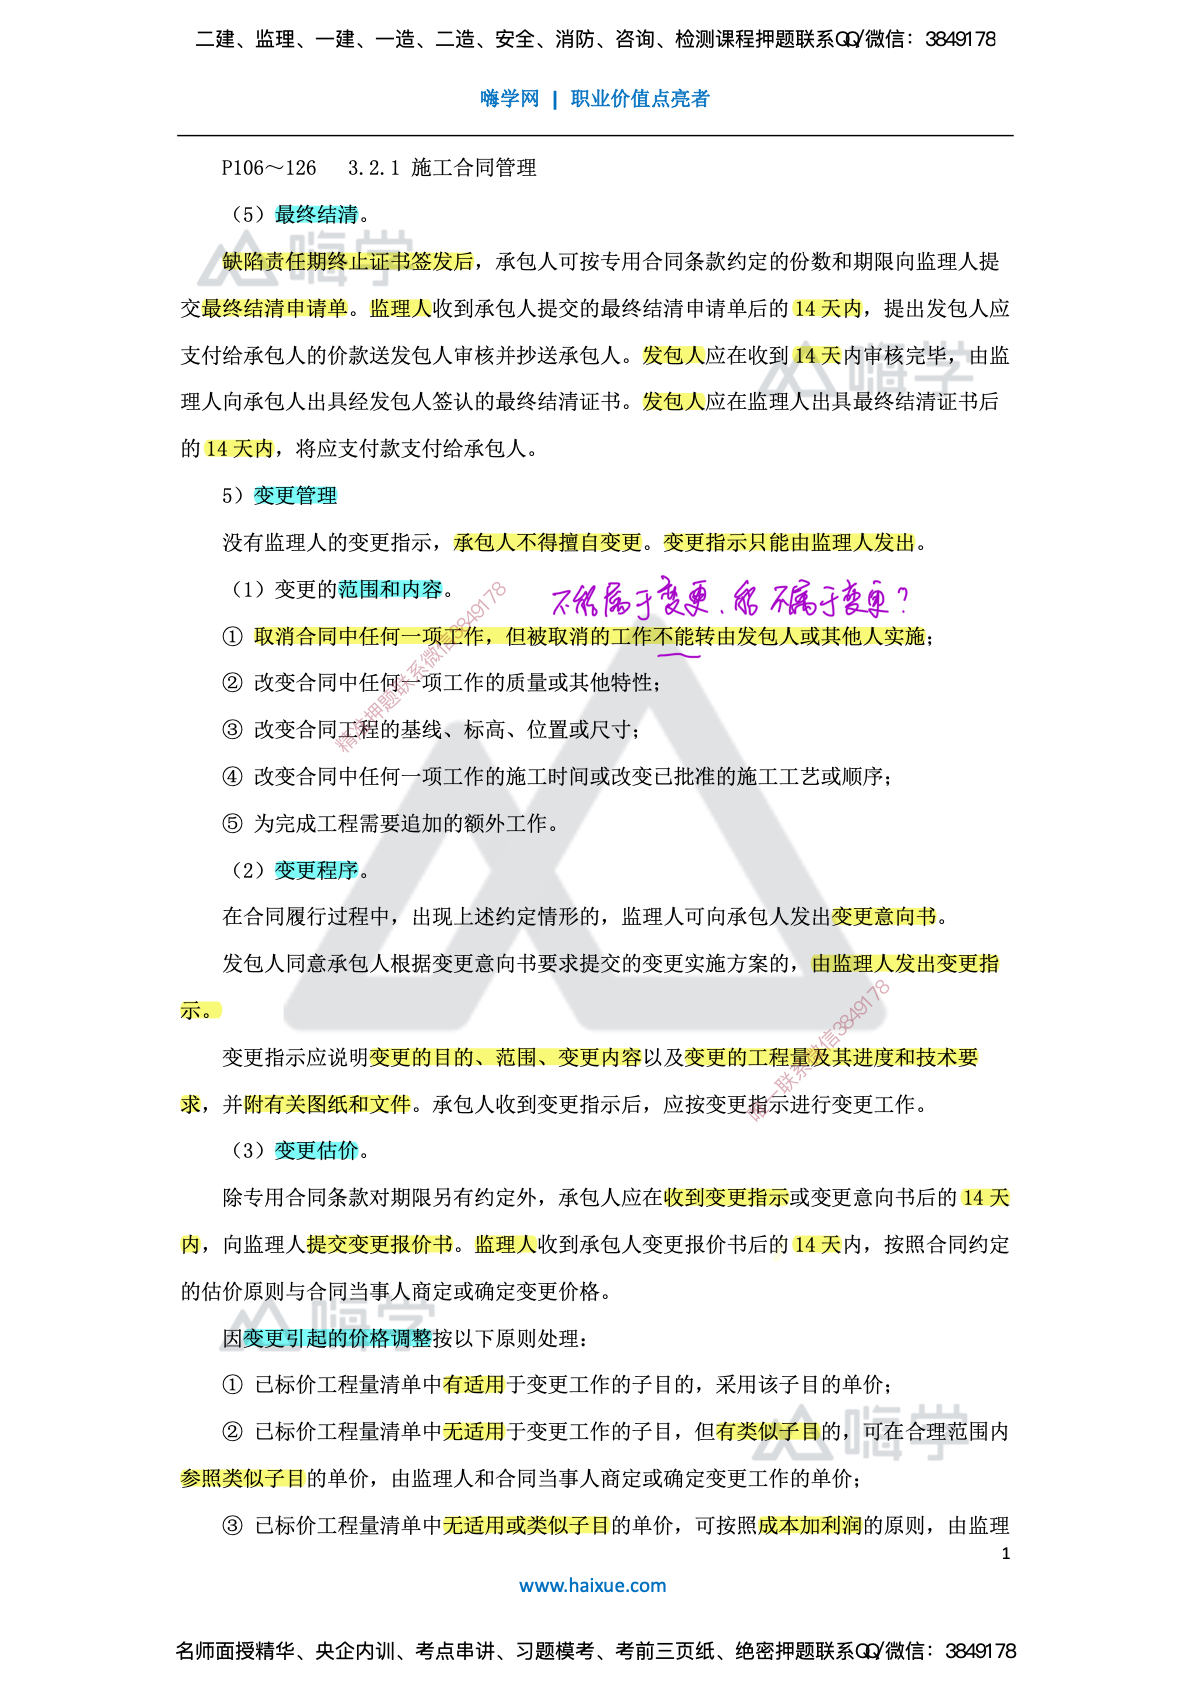 二建、监理、一建、一造、二造、安全、消防、咨询、检测课程押题联系QQ/微信：3849178
嗨学网 | 职业价值点亮者
P106～126 3.2.1 施工合同管理
（5）最终结清。
缺陷责任期终止证书签发后，承包人可按专用合同条款约定的份数和期限向监理人提
交最终结清申请单。监理人收到承包人提交的最终结清申请单后的 14 天内，提出发包人应
支付给承包人的价款送发包人审核并抄送承包人。发包人应在收到 14 天内审核完毕，由监
理人向承包人出具经发包人签认的最终结清证书。发包人应在监理人出具最终结清证书后
的 14 天内，将应支付款支付给承包人。
5）变更管理
没有监理人的变更指示，承包人不得擅自变更。变更指示只能由监理人发出。
（1）变更的范围和内容。
不能属于变更、能不属于变更？
① 取消合同中任何一项工作，但被取消的工作不能转由发包人或其他人实施；
② 改变合同中任何一项工作的质量或其他特性；
③ 改变合同工程的基线、标高、位置或尺寸；
④ 改变合同中任何一项工作的施工时间或改变已批准的施工工艺或顺序；
⑤ 为完成工程需要追加的额外工作。
（2）变更程序。
在合同履行过程中，出现上述约定情形的，监理人可向承包人发出变更意向书。
发包人同意承包人根据变更意向书要求提交的变更实施方案的，由监理人发出变更指
示。
变更指示应说明变更的目的、范围、变更内容以及变更的工程量及其进度和技术要
求，并附有关图纸和文件。承包人收到变更指示后，应按变更指示进行变更工作。
（3）变更估价。
除专用合同条款对期限另有约定外，承包人应在收到变更指示或变更意向书后的 14 天
内，向监理人提交变更报价书。监理人收到承包人变更报价书后的 14 天内，按照合同约定
的估价原则与合同当事人商定或确定变更价格。
因变更引起的价格调整按以下原则处理：
① 已标价工程量清单中有适用于变更工作的子目的，采用该子目的单价；
② 已标价工程量清单中无适用于变更工作的子目，但有类似子目的，可在合理范围内
参照类似子目的单价，由监理人和合同当事人商定或确定变更工作的单价；
③ 已标价工程量清单中无适用或类似子目的单价，可按照成本加利润的原则，由监理
1
www.haixue.com
名师面授精华、央企内训、考点串讲、习题模考、考前三页纸、绝密押题联系QQ/微信：3849178
嗨学
嗨学
嗨学
嗨学
精准押题联系微信3849178
唯一联系微信3849178